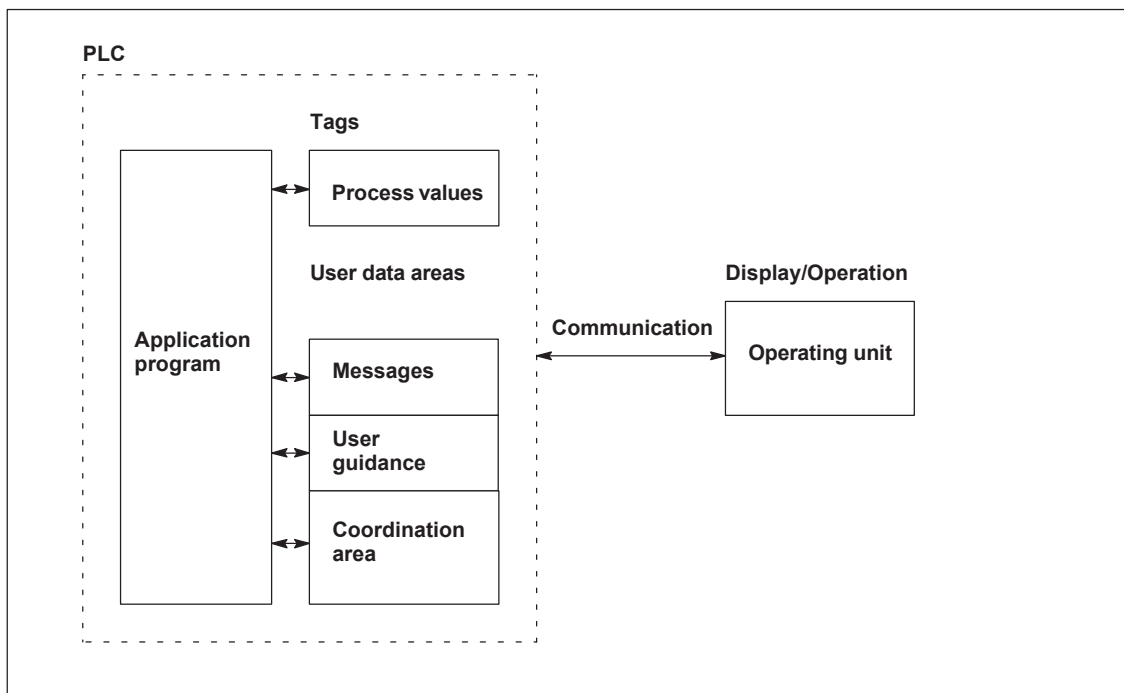 PLC
Tags
Process values
User data areas
Display/Operation
Communication
Application
program
Operating unit
Messages
User
guidance
Coordination
area